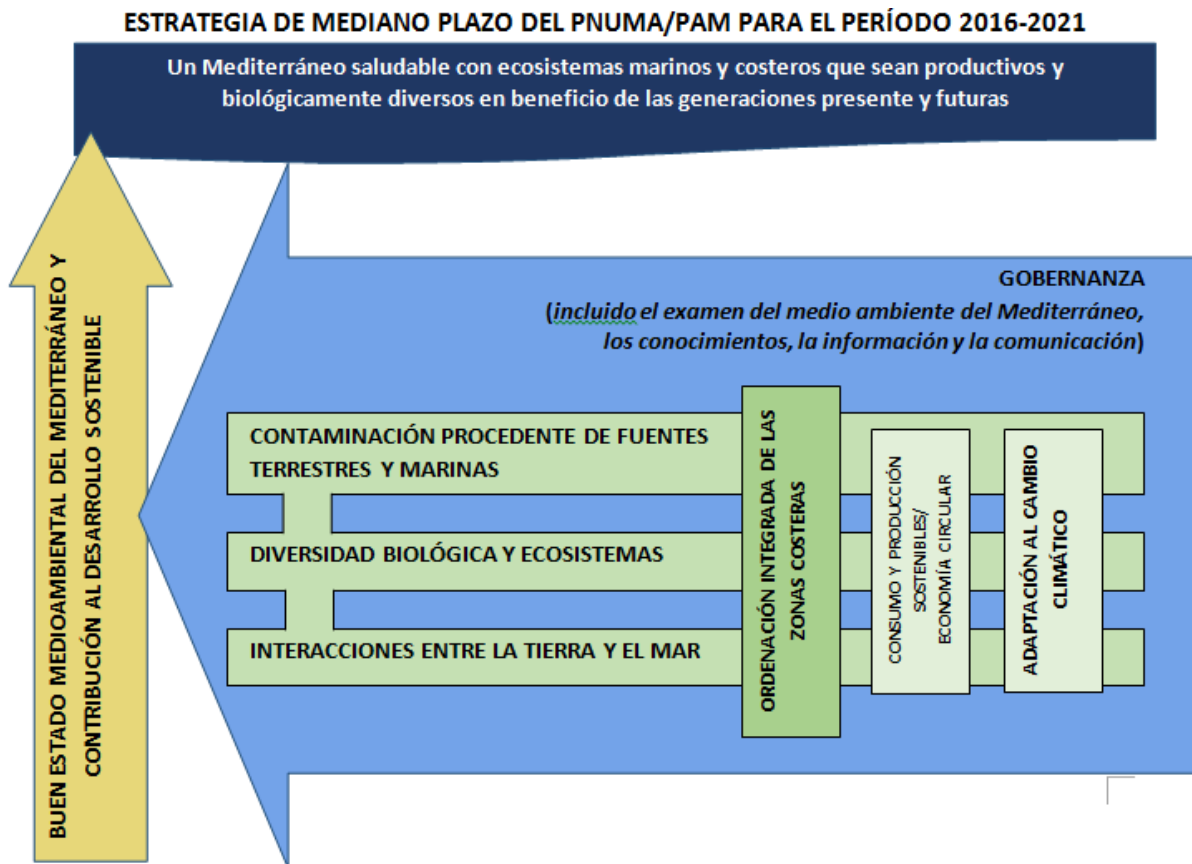 ESTRATEGIA DE MEDIANO PLAZO DEL PNUMA/PAM PARA EL PERÍODO 2016-2021
Un Mediterráneo saludable con ecosistemas marinos y costeros que sean productivos y
biológicamente diversos en beneficio de las generaciones presente y futuras
BUEN ESTADO MEDIOAMBIENTAL DEL MEDITERRÁNEO Y
CONTRIBUCIÓN AL DESARROLLO SOSTENIBLE
GOBERNANZA
(incluido el examen del medio ambiente del Mediterráneo,
los conocimientos, la información y la comunicación)
CONTAMINACIÓN PROCEDENTE DE FUENTES
TERRESTRES Y MARINAS
DIVERSIDAD BIOLÓGICA Y ECOSISTEMAS
INTERACCIONES ENTRE LA TIERRA Y EL MAR
ORDENACIÓN INTEGRADA DE LAS
ZONAS COSTERAS
CONSUMO Y PRODUCCIÓN
SOSTENIBLES/
ECONOMÍA CIRCULAR
ADAPTACIÓN AL CAMBIO
CLIMÁTICO